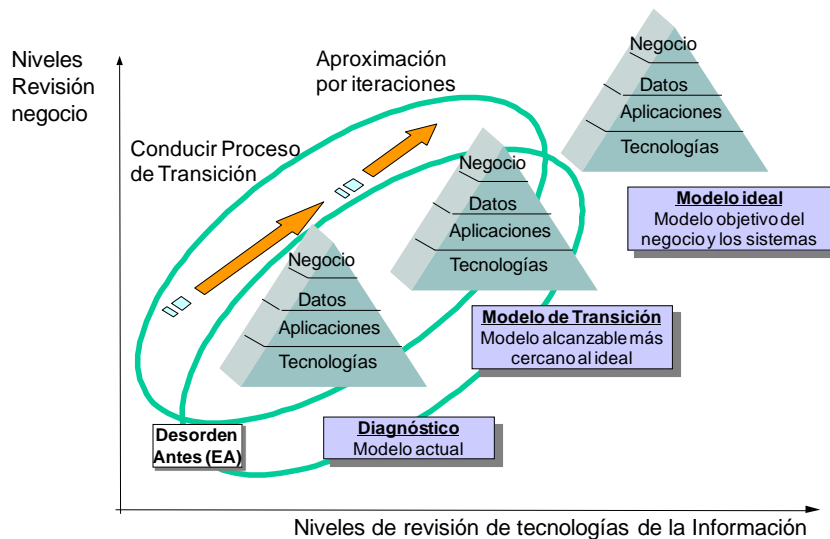 Niveles
Revisión
negocio
Aproximación
por iteraciones
Conducir Proceso
de Transición
Negocio
Datos
Aplicaciones
Tecnologías
Modelo ideal
Modelo objetivo del
negocio y los sistemas
Negocio
Datos
Aplicaciones
Tecnologías
Modelo de Transición
Modelo alcanzable más
cercano al ideal
Negocio
Datos
Aplicaciones
Tecnologías
Diagnóstico
Modelo actual
Desorden
Antes (EA)
Niveles de revisión de tecnologías de la Información